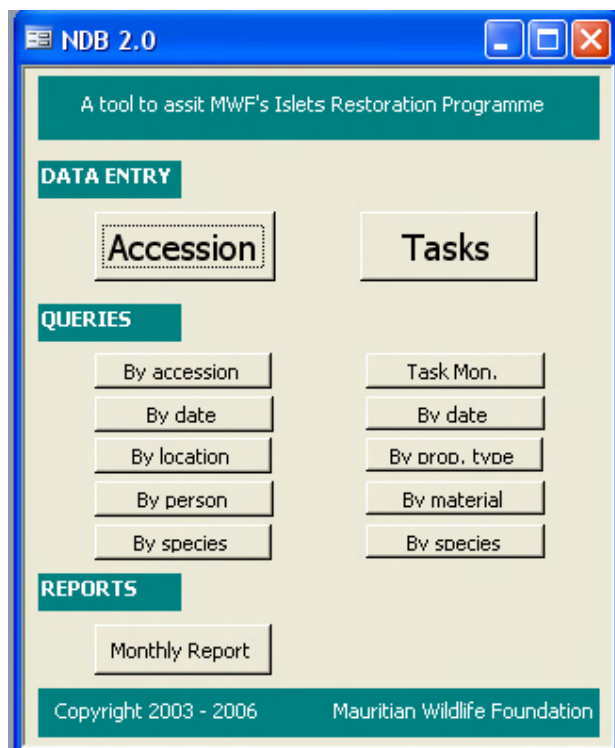 NDB 2.0
A tool to assit MWF's Islets Restoration Programme
DATA ENTRY
Accession Tasks
QUERIES
By accession Task Mon.
By date By date
By location By prop. type
By person By material
By species By species
REPORTS
Monthly Report
Copyright 2003 - 2006 Mauritian Wildlife Foundation